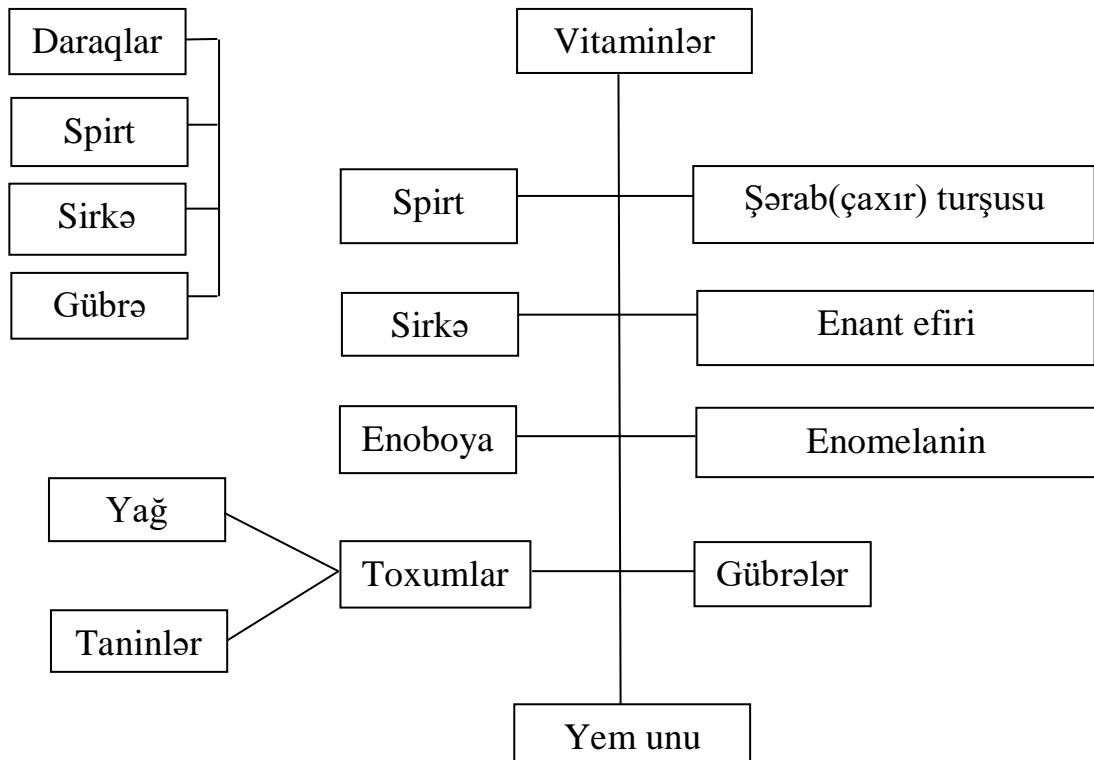 Daraqlar
Spirt
Sirkə
Gübrə
Vitaminlər
Spirt
Şərab(çaxır) turşusu
Sirkə
Enant efiri
Enoboya
Enomelanin
Yağ
Toxumlar
Gübrələr
Taninlər
Yem unu